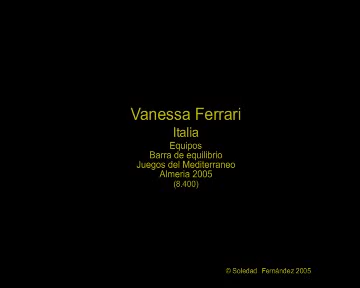 Vanessa Ferrari
Italia
Equipos
Barra de equilibrio
Juegos del Mediterraneo
Almeria 2005
(8.400)
© Soledad Fernández 2005